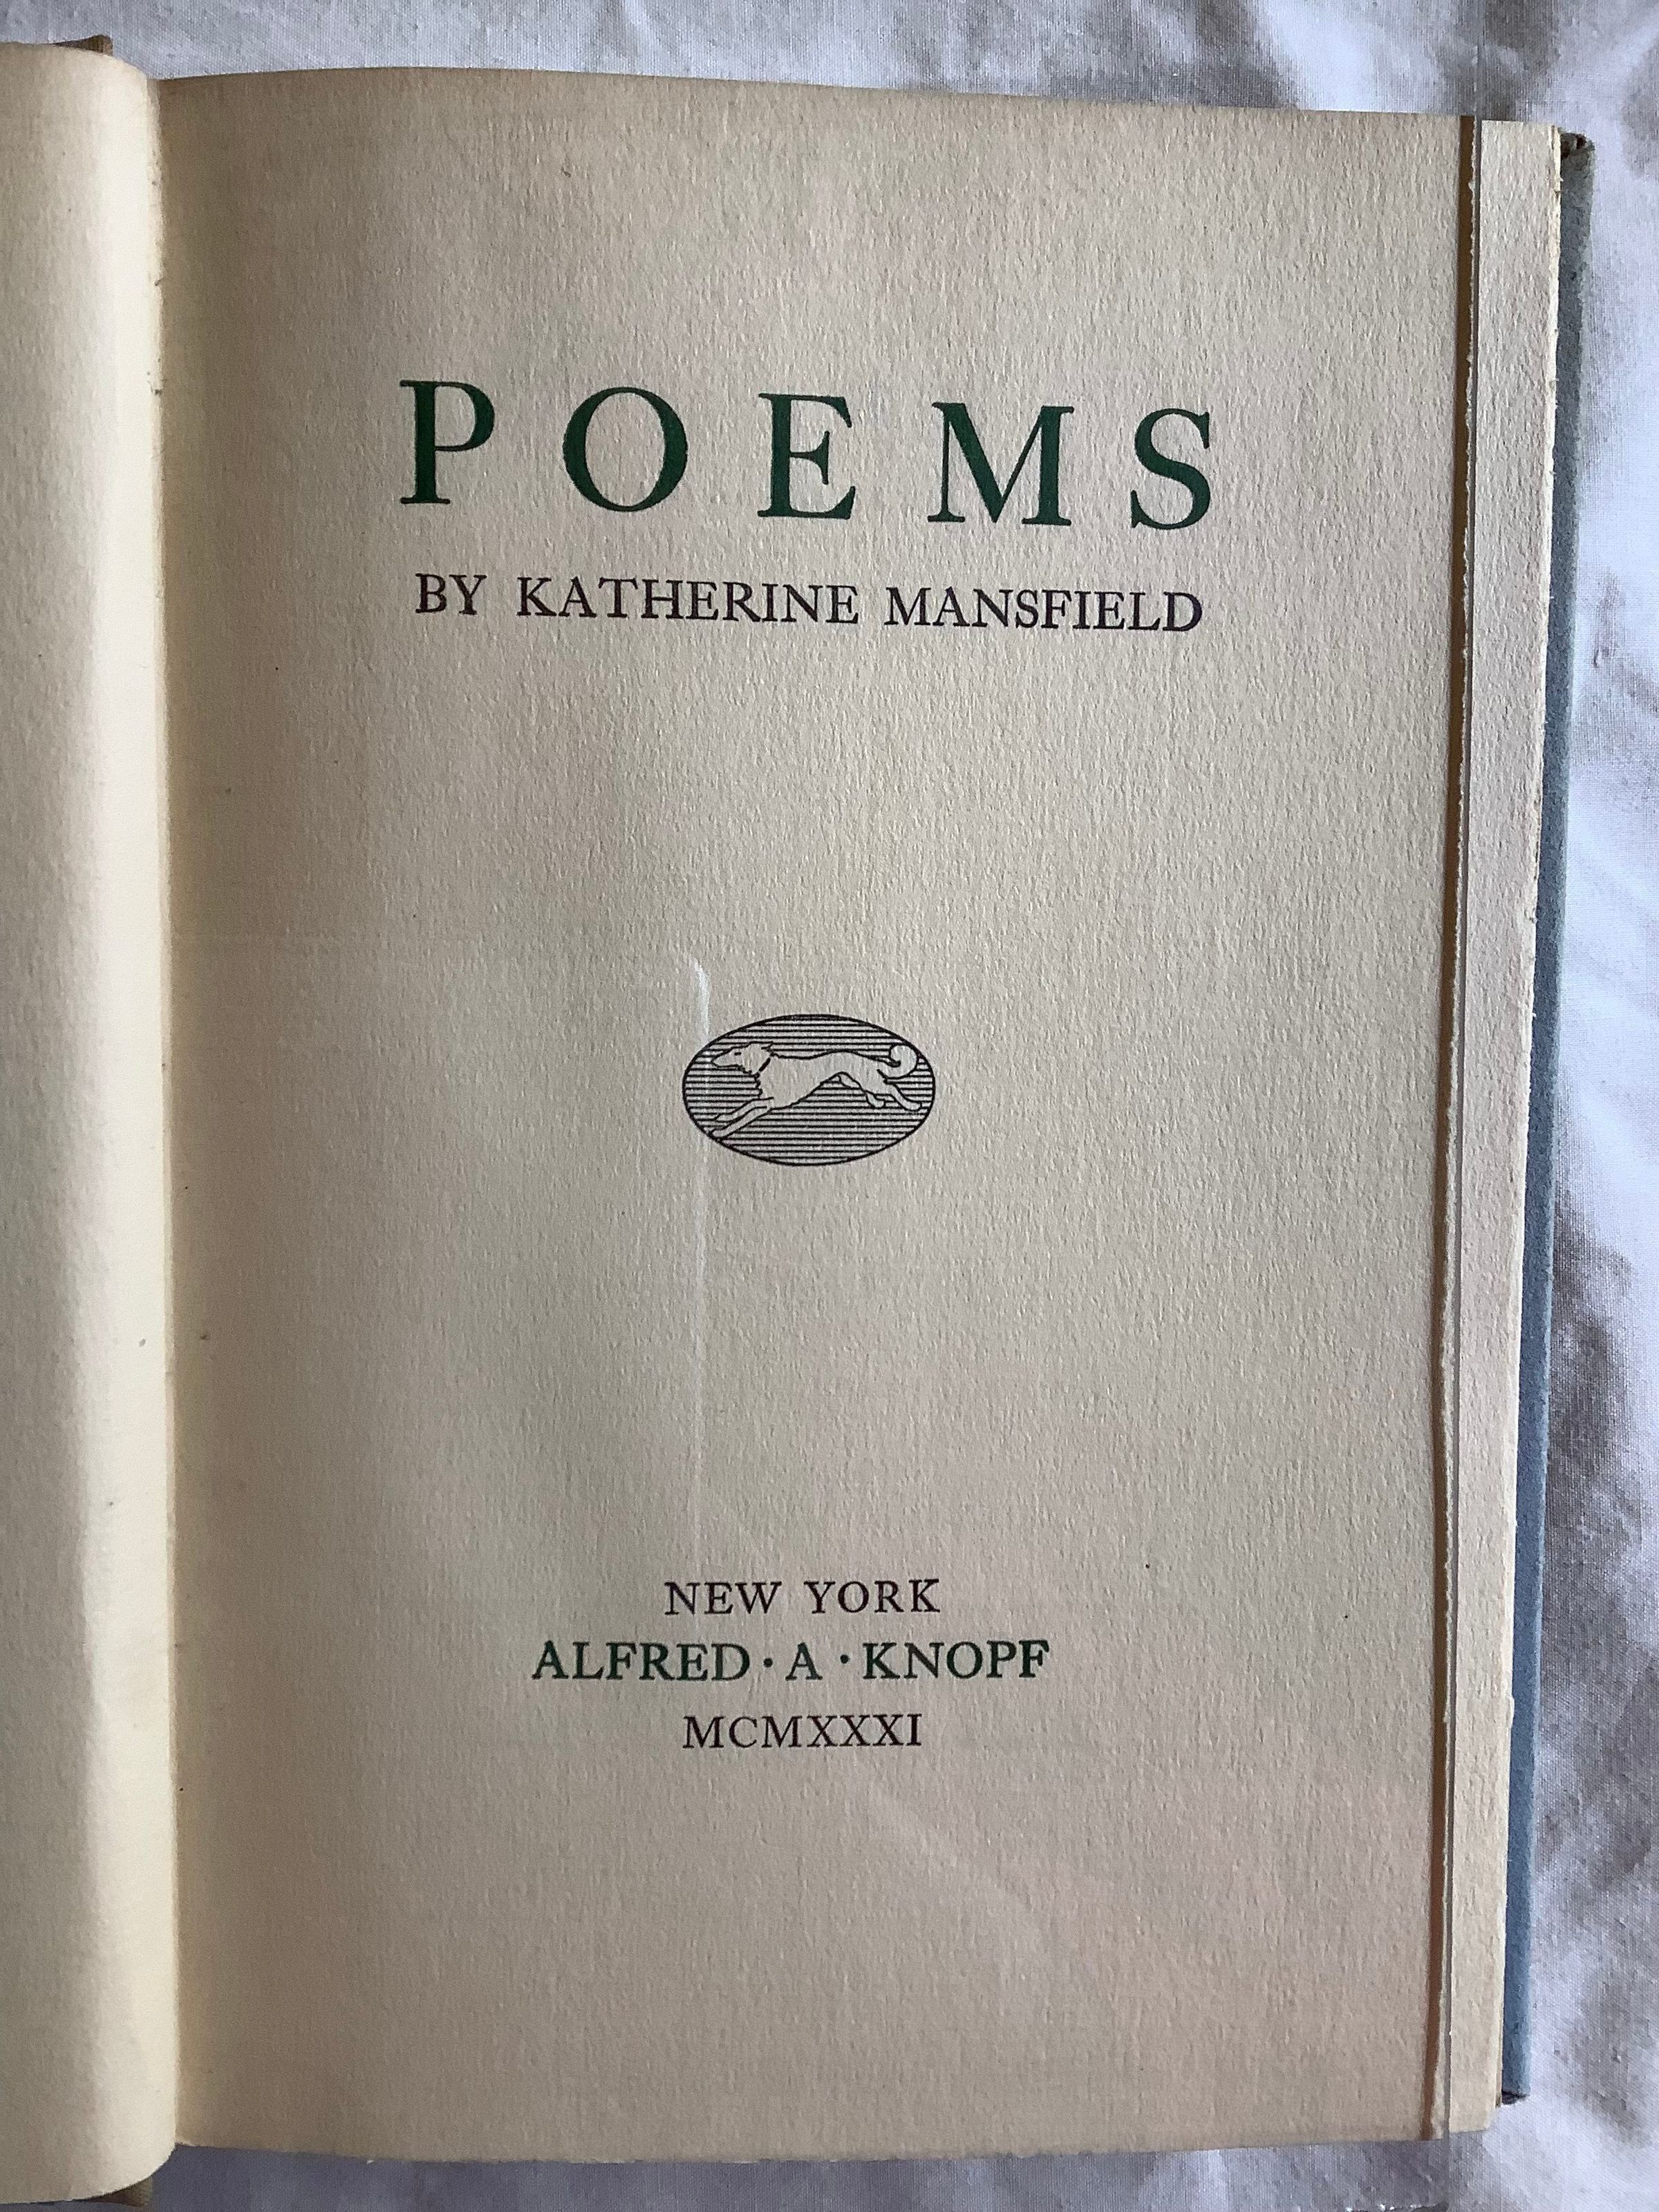 POEMS
BY KATHERINE MANSFIELD
NEW YORK
ALFRED·A·KNOPF
MCMXXXI